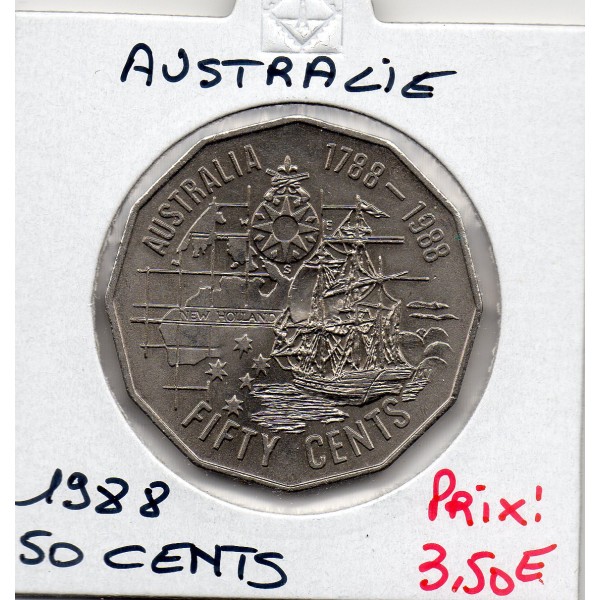 AUSTRALIE
AUSTRALIA 1788-1988
E
S
NEW HOLLAND
FIFTY CENTS
1988
50 CENTS
Prix!
3,50E